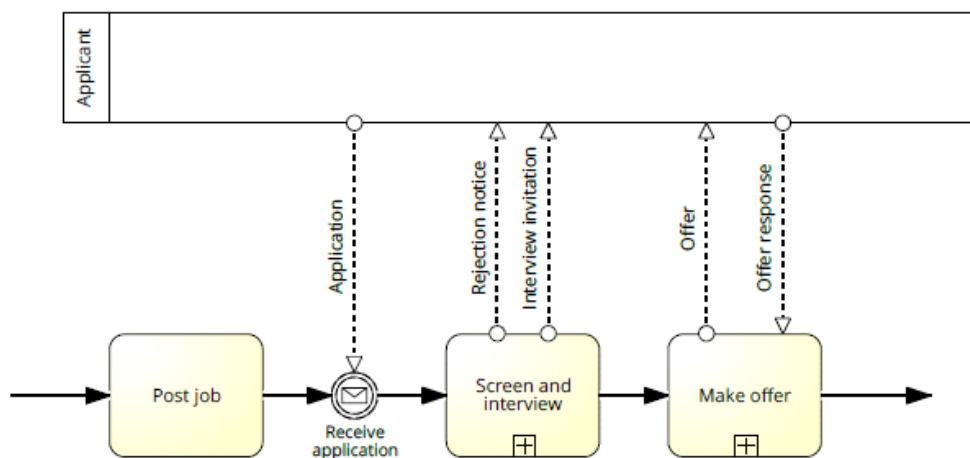 Applicant
Application
Rejection notice
Interview invitation
Offer
Offer response
Post job
Receive
application
Screen and
interview
Make offer